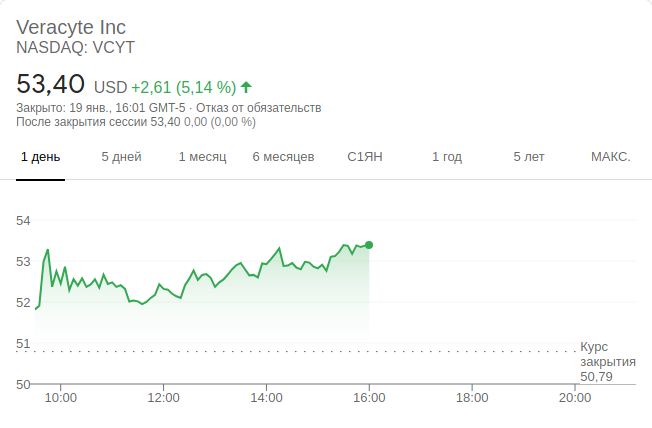 Veracyte Inc
NASDAQ: VCYT
53,40 USD +2,61 (5,14 %)
Закрыто: 19 янв., 16:01 GMT-5 · Отказ от обязательств
После закрытия сессии 53,40 0,00 (0,00 %)
1 день 5 дней 1 месяц 6 месяцев С1ЯН 1 год 5 лет МАКС.
54
53
52
51
Курс
закрытия
50,79
50
10:00 12:00 14:00 16:00 18:00 20:00